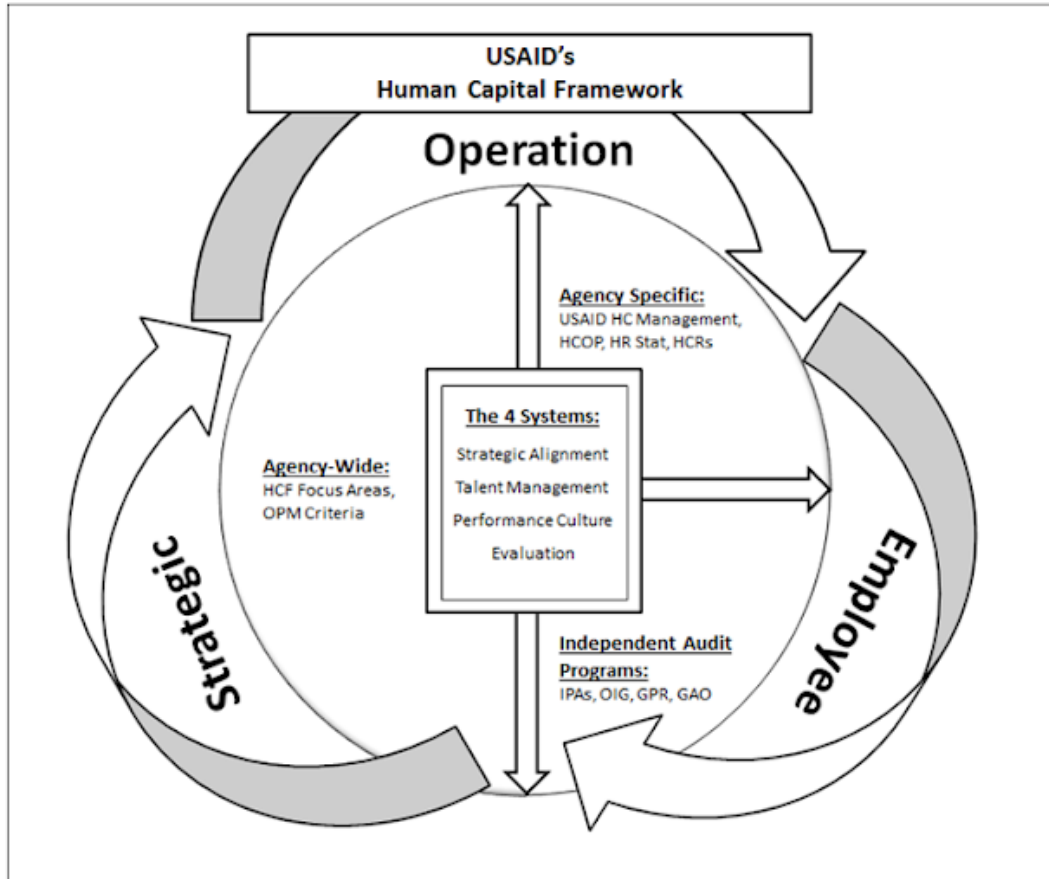 USAID's
Human Capital Framework
Operation
Agency Specific:
USAID HC Management,
HCOP, HR Stat, HCRs
The 4 Systems:
Strategic Alignment
Talent Management
Performance Culture
Evaluation
Agency-Wide:
HCF Focus Areas,
OPM Criteria
Strategic
Employee
Independent Audit
Programs:
IPAs, OIG, GPR, GAO